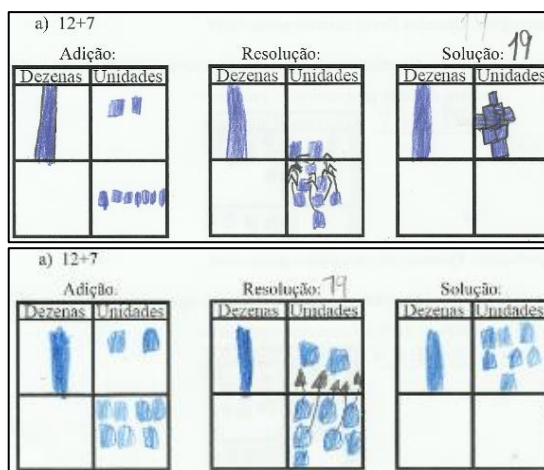 a) 12+7
Adição: Resolução: Solução: 19
Dezenas Unidades Dezenas Unidades Dezenas Unidades
a) 12+7
Adição: Resolução: 19 Solução:
Dezenas Unidades Dezenas Unidades Dezenas Unidades